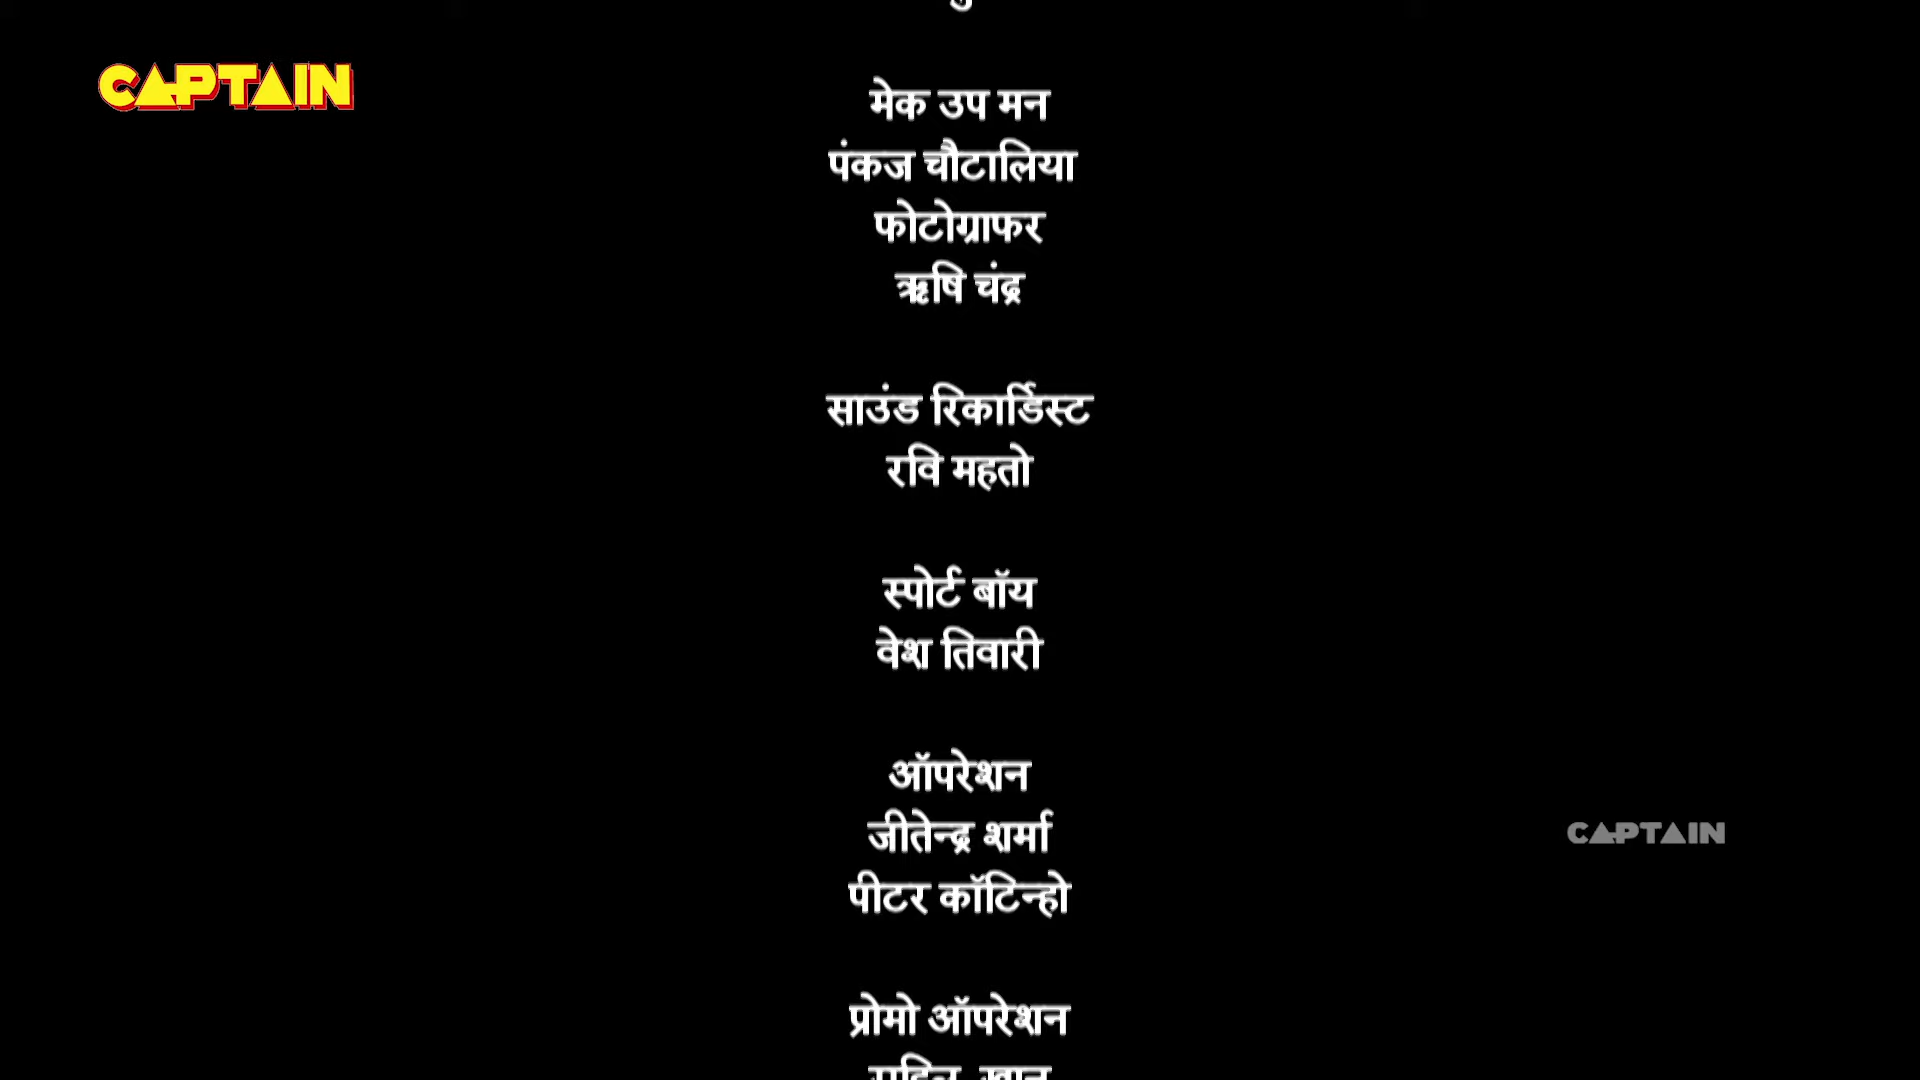 CAPTAIN
मेक उप मन
पंकज चौटालिया
फोटोग्राफर
ऋषि चंद्र
साउंड रिकार्डिस्ट
रवि महतो
स्पोर्ट बॉय
वेश तिवारी
ऑपरेशन
जीतेन्द्र शर्मा
CAPTAIN
पीटर कॉटिन्हो
प्रोमो ऑपरेशन